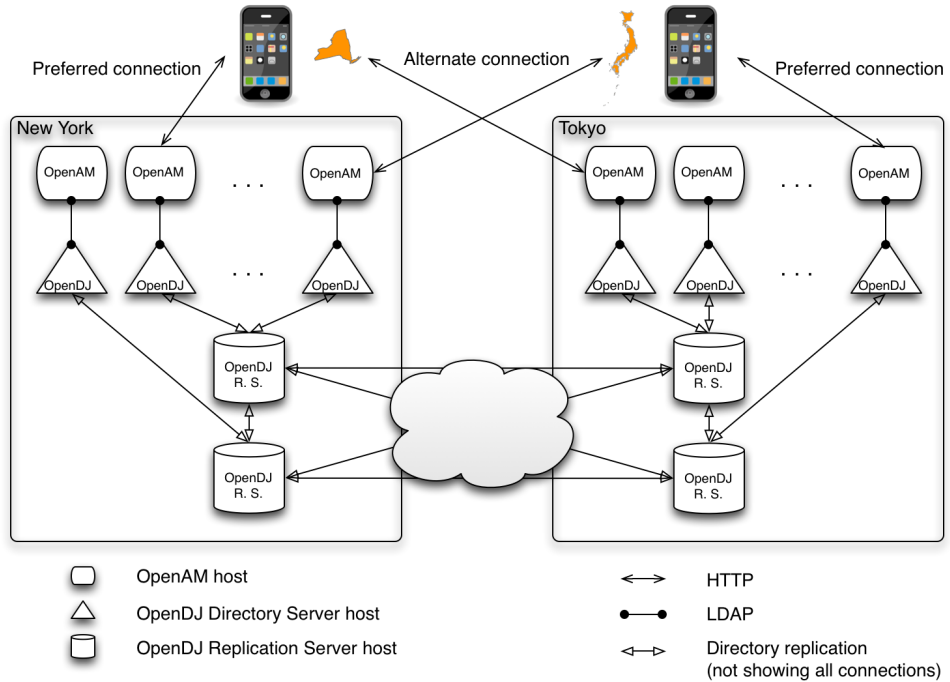 Preferred connection
Alternate connection
Preferred connection
New York
Tokyo
OpenAM
OpenAM
. . .
OpenAM
OpenAM
OpenAM
. . .
OpenAM
OpenDJ
OpenDJ
. . .
OpenDJ
OpenDJ
OpenDJ
. . .
OpenDJ
OpenDJ
R. S.
OpenDJ
R. S.
OpenDJ
R. S.
OpenDJ
R. S.
OpenAM host
OpenDJ Directory Server host
OpenDJ Replication Server host
HTTP
LDAP
Directory replication
(not showing all connections)